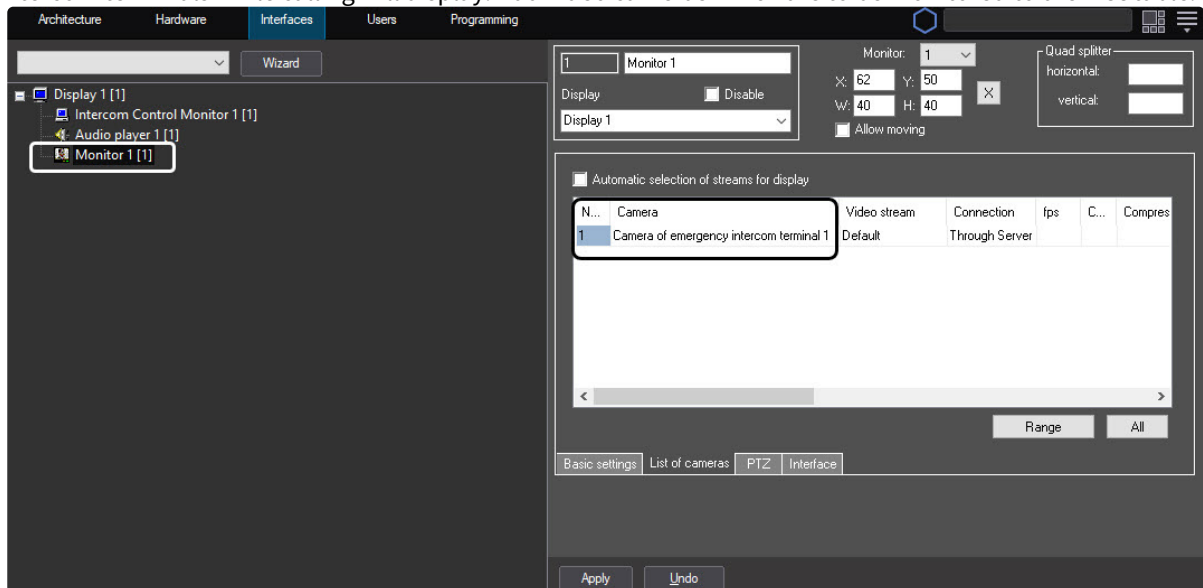 Architecture Hardware Interfaces Users Programming
Wizard
Display 1 [1]
Intercom Control Monitor 1 [1]
Audio player 1 [1]
Monitor 1 [1]
1 Monitor 1
Display Disable
Display 1
Monitor: 1
X: 62 Y: 50
W: 40 H: 40
X
Allow moving
Quad splitter
horizontal:
vertical:
Automatic selection of streams for display
N... Camera Video stream Connection fps C... Compres
1 Camera of emergency intercom terminal 1 Default Through Server
Range All
Basic settings List of cameras PTZ Interface
Apply Undo